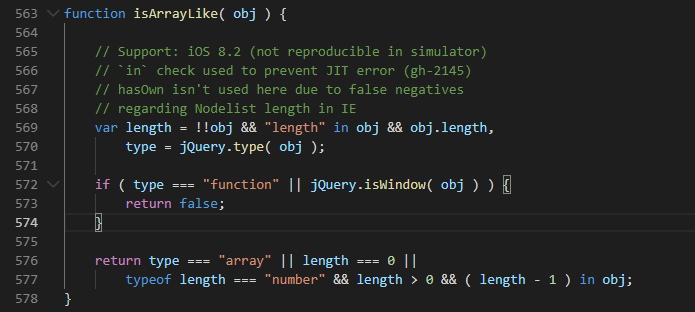 563 function isArrayLike( obj ) {
564
565 // Support: iOS 8.2 (not reproducible in simulator)
566 // `in` check used to prevent JIT error (gh-2145)
567 // hasOwn isn't used here due to false negatives
568 // regarding Nodelist length in IE
569 var length = !!obj && "length" in obj && obj.length,
570 type = jQuery.type( obj );
571
572 if ( type === "function" || jQuery.isWindow( obj ) ) {
573 return false;
574 }
575
576 return type === "array" || length === 0 ||
577 typeof length === "number" && length > 0 && ( length - 1 ) in obj;
578 }